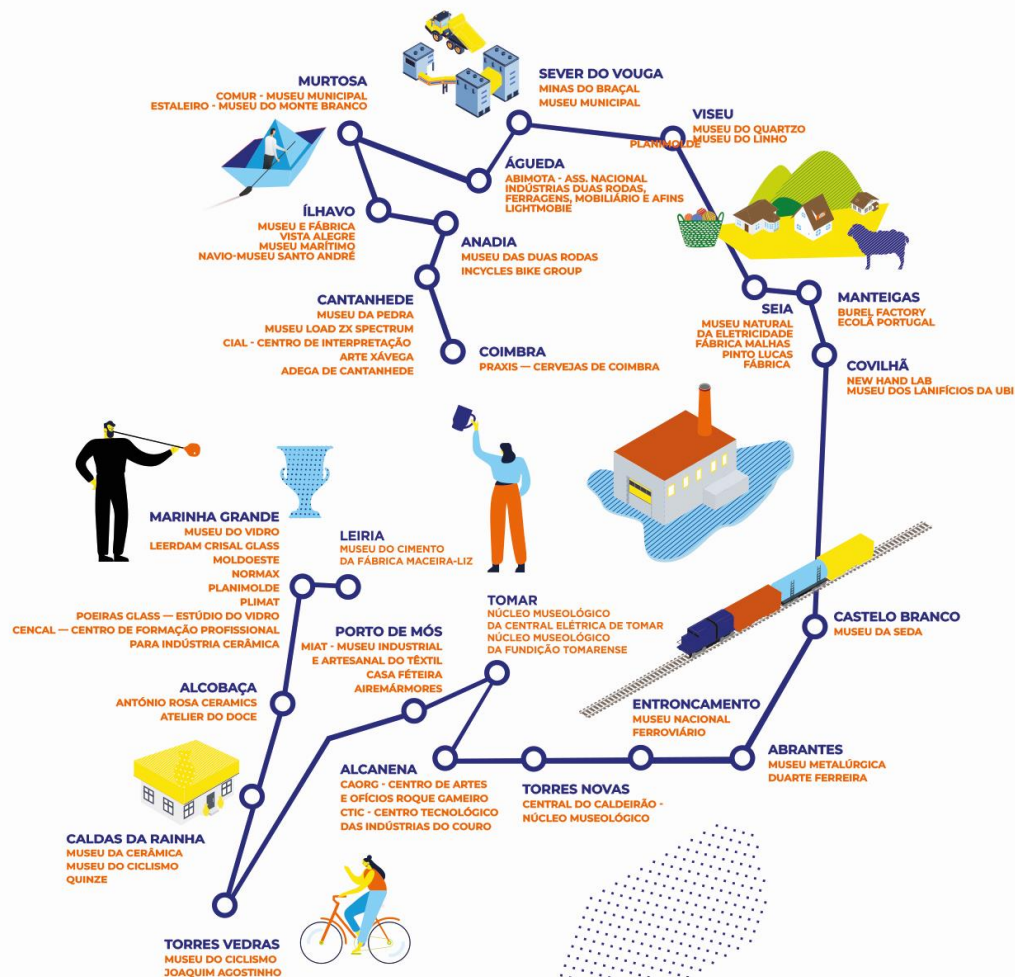 MURTOSA
COMUR - MUSEU MUNICIPAL
ESTALEIRO - MUSEU DO MONTE BRANCO
SEVER DO VOUGA
MINAS DO BRAÇAL
MUSEU MUNICIPAL
VISEU
MUSEU DO QUARTZO
MUSEU DO LINHO
PLANIMOLDE
ÁGUEDA
ABIMOTA - ASS. NACIONAL
INDÚSTRIAS DUAS RODAS,
FERRAGENS, MOBILIÁRIO E AFINS
LIGHTMOBIE
ÍLHAVO
MUSEU E FÁBRICA
VISTA ALEGRE
MUSEU MARÍTIMO
NAVIO-MUSEU SANTO ANDRÉ
ANADIA
MUSEU DAS DUAS RODAS
INCYCLES BIKE GROUP
CANTANHEDE
MUSEU DA PEDRA
MUSEU LOAD ZX SPECTRUM
CIAL - CENTRO DE INTERPRETAÇÃO
ARTE XÁVEGA
ADEGA DE CANTANHEDE
COIMBRA
PRAXIS — CERVEJAS DE COIMBRA
SEIA
MUSEU NATURAL
DA ELETRICIDADE
FÁBRICA MALHAS
PINTO LUCAS
FÁBRICA
MANTEIGAS
BUREL FACTORY
ECOLÃ PORTUGAL
COVILHÃ
NEW HAND LAB
MUSEU DOS LANIFÍCIOS DA UBI
MARINHA GRANDE
MUSEU DO VIDRO
LEERDAM CRISAL GLASS
MOLDOESTE
NORMAX
PLANIMOLDE
PLIMAT
POEIRAS GLASS — ESTÚDIO DO VIDRO
CENCAL — CENTRO DE FORMAÇÃO PROFISSIONAL
PARA INDÚSTRIA CERÂMICA
LEIRIA
MUSEU DO CIMENTO
DA FÁBRICA MACEIRA-LIZ
TOMAR
NÚCLEO MUSEOLÓGICO
DA CENTRAL ELÉTRICA DE TOMAR
NÚCLEO MUSEOLÓGICO
DA FUNDIÇÃO TOMARENSE
CASTELO BRANCO
MUSEU DA SEDA
PORTO DE MÓS
MIAT - MUSEU INDUSTRIAL
E ARTESANAL DO TÊXTIL
CASA FÉTEIRA
AIREMÁRMORES
ALCOBAÇA
ANTÓNIO ROSA CERAMICS
ATELIER DO DOCE
ENTRONCAMENTO
MUSEU NACIONAL
FERROVIÁRIO
ABRANTES
MUSEU METALÚRGICA
DUARTE FERREIRA
ALCANENA
CAORG - CENTRO DE ARTES
E OFÍCIOS ROQUE GAMEIRO
CTIC - CENTRO TECNOLÓGICO
DAS INDÚSTRIAS DO COURO
TORRES NOVAS
CENTRAL DO CALDEIRÃO -
NÚCLEO MUSEOLÓGICO
CALDAS DA RAINHA
MUSEU DA CERÂMICA
MUSEU DO CICLISMO
QUINZE
TORRES VEDRAS
MUSEU DO CICLISMO
JOAQUIM AGOSTINHO